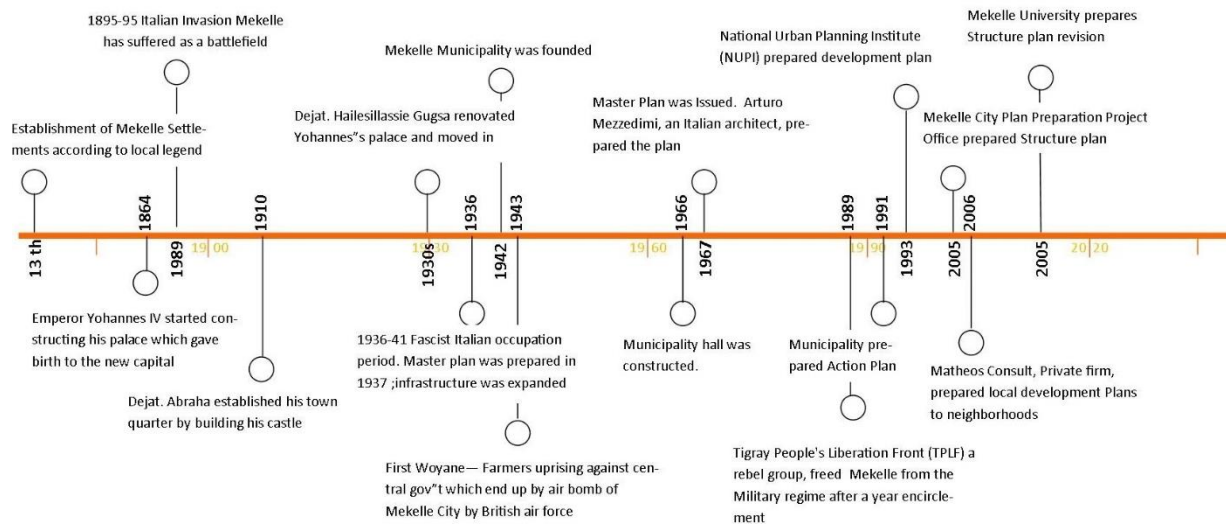 1895-95 Italian Invasion Mekelle
has suffered as a battlefield
Mekelle Municipality was founded
National Urban Planning Institute
(NUPI) prepared development plan
Mekelle University prepares
Structure plan revision
Establishment of Mekelle Settle-
ments according to local legend
Dejat. Hailesillassie Gugsa renovated
Yohannes"s palace and moved in
Master Plan was Issued. Arturo
Mezzedimi, an Italian architect, pre-
pared the plan
Mekelle City Plan Preparation Project
Office prepared Structure plan
13 th
1864
1989
1900
1910
1930s
1930
1936
1942
1943
1960
1966
1967
1989
1990
1991
1993
2005
2006
2005
2020
Emperor Yohannes IV started con-
structing his palace which gave
birth to the new capital
Dejat. Abraha established his town
quarter by building his castle
1936-41 Fascist Italian occupation
period. Master plan was prepared in
1937 ;infrastructure was expanded
First Woyane— Farmers uprising against cen-
tral gov"t which end up by air bomb of
Mekelle City by British air force
Municipality hall was
constructed.
Municipality pre-
pared Action Plan
Tigray People's Liberation Front (TPLF) a
rebel group, freed Mekelle from the
Military regime after a year encircle-
ment
Matheos Consult, Private firm,
prepared local development Plans
to neighborhoods